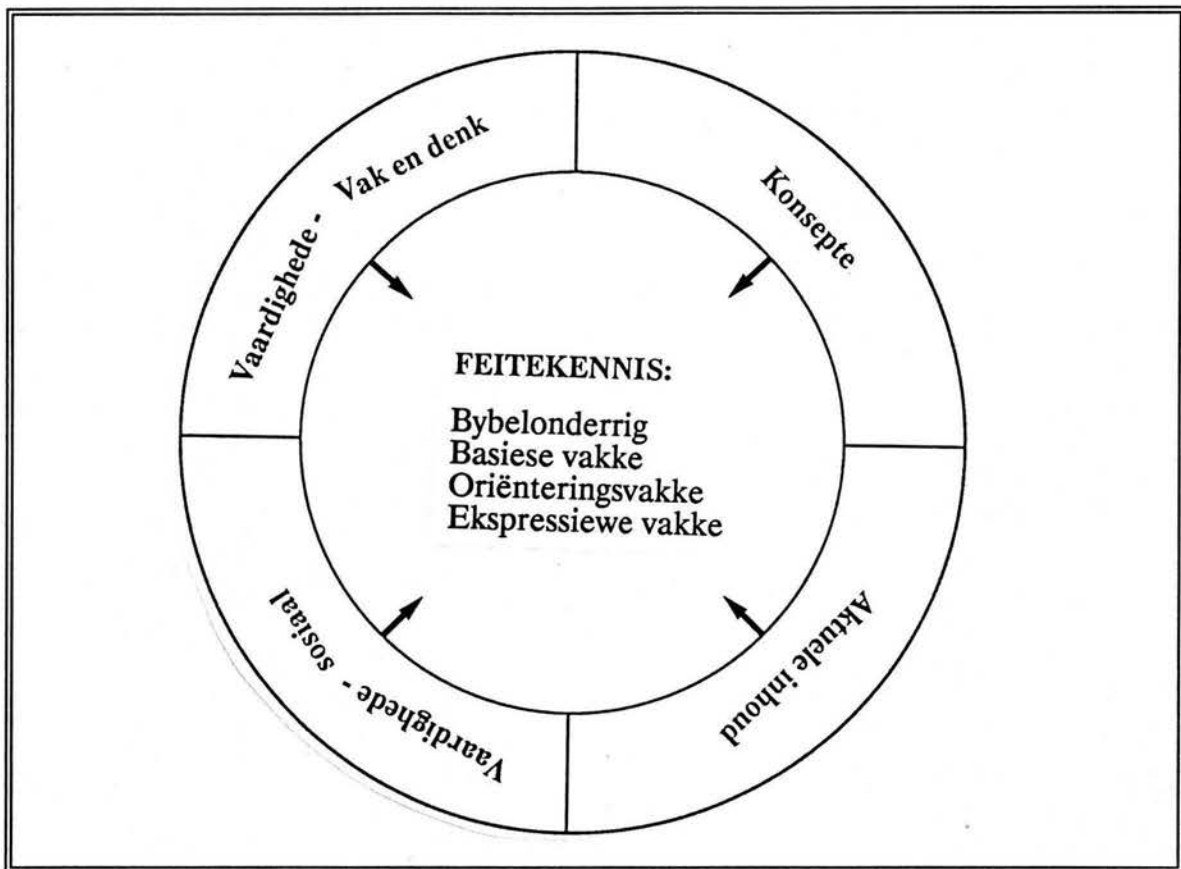 Vaardighede - Vak en denk
Konsepte
FEITEKENNIS:
Bybelonderrig
Basiese vakke
Oriënteringsvakke
Ekspressiewe vakke
Vaardighede - sosiaal
Aktuele inhoud